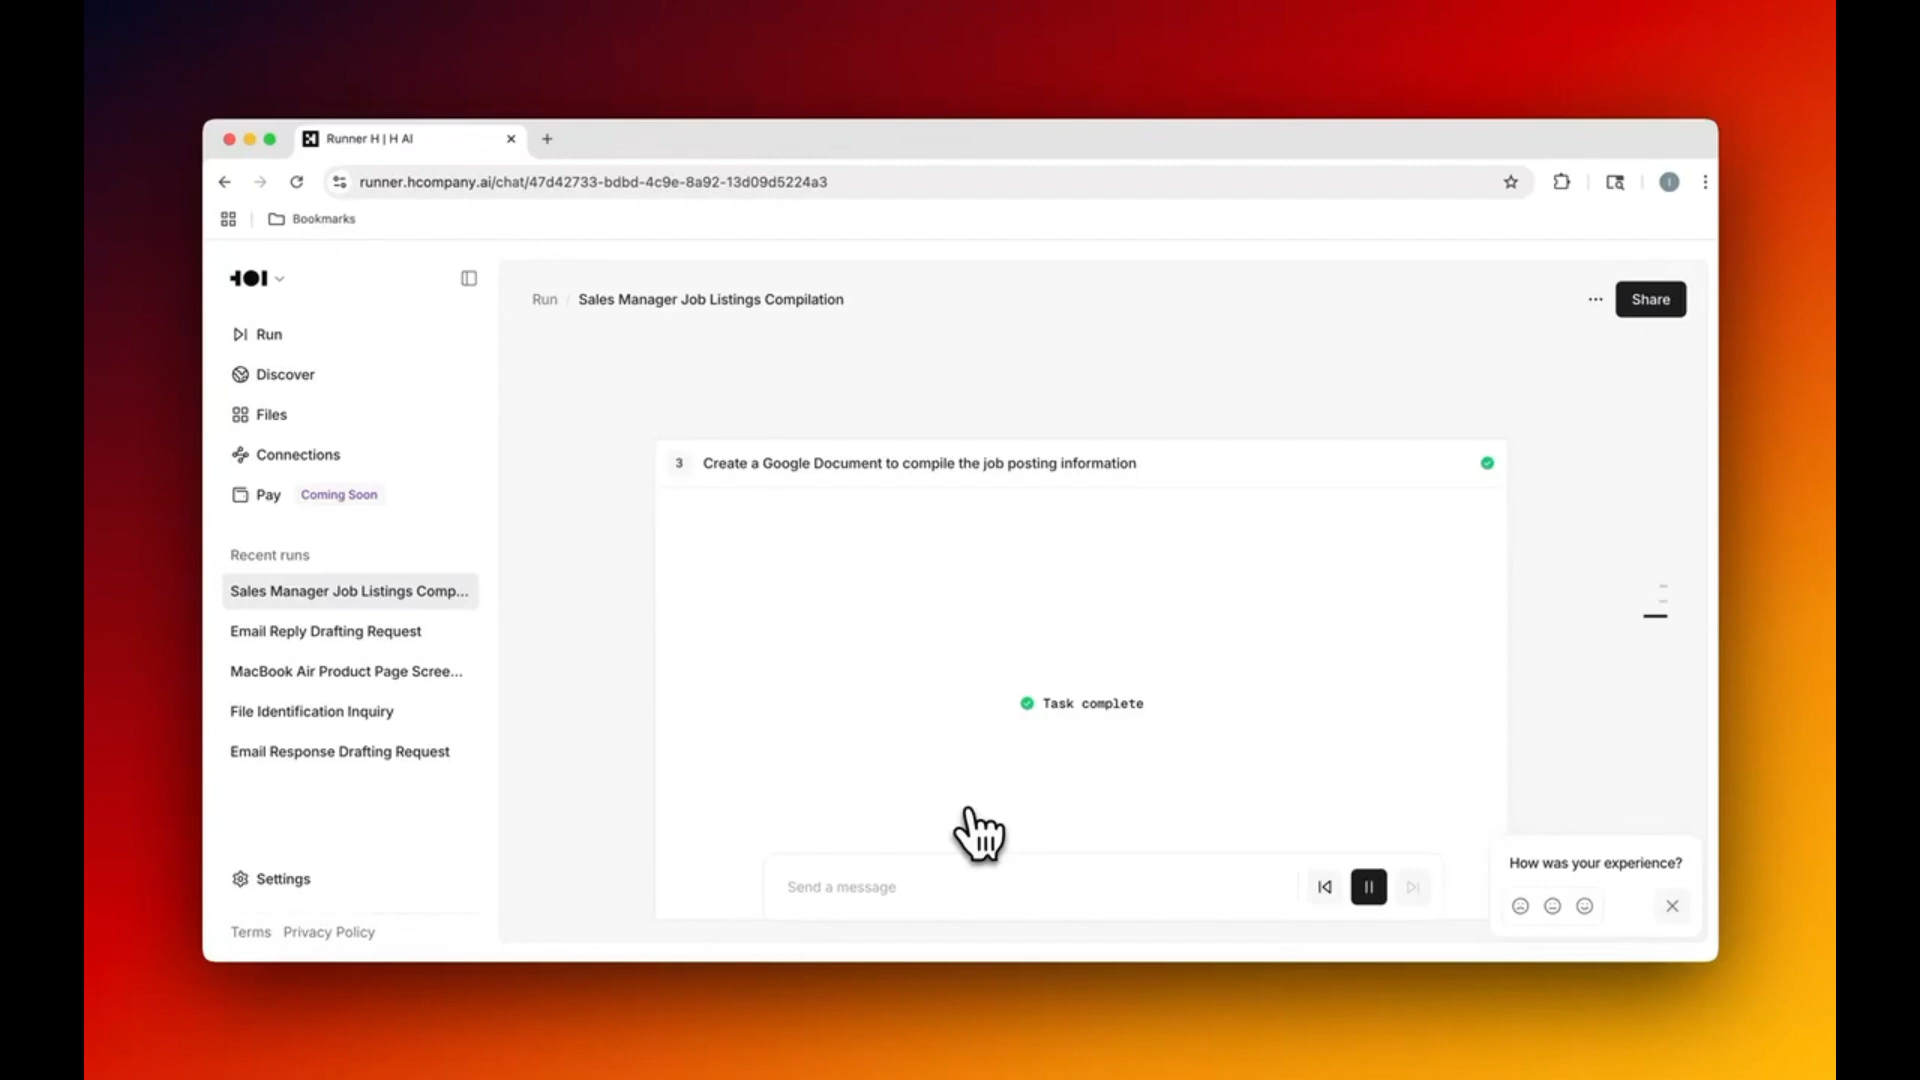 Runner H | H AI
runner.hcompany.ai/chat/47d42733-bdbd-4c9e-8a92-13d09d5224a3
Bookmarks
Run
Discover
Files
Connections
Pay Coming Soon
Recent runs
Sales Manager Job Listings Comp...
Email Reply Drafting Request
MacBook Air Product Page Scree...
File Identification Inquiry
Email Response Drafting Request
Settings
Terms Privacy Policy
Run / Sales Manager Job Listings Compilation
Share
3 Create a Google Document to compile the job posting information
Task complete
Send a message
How was your experience?